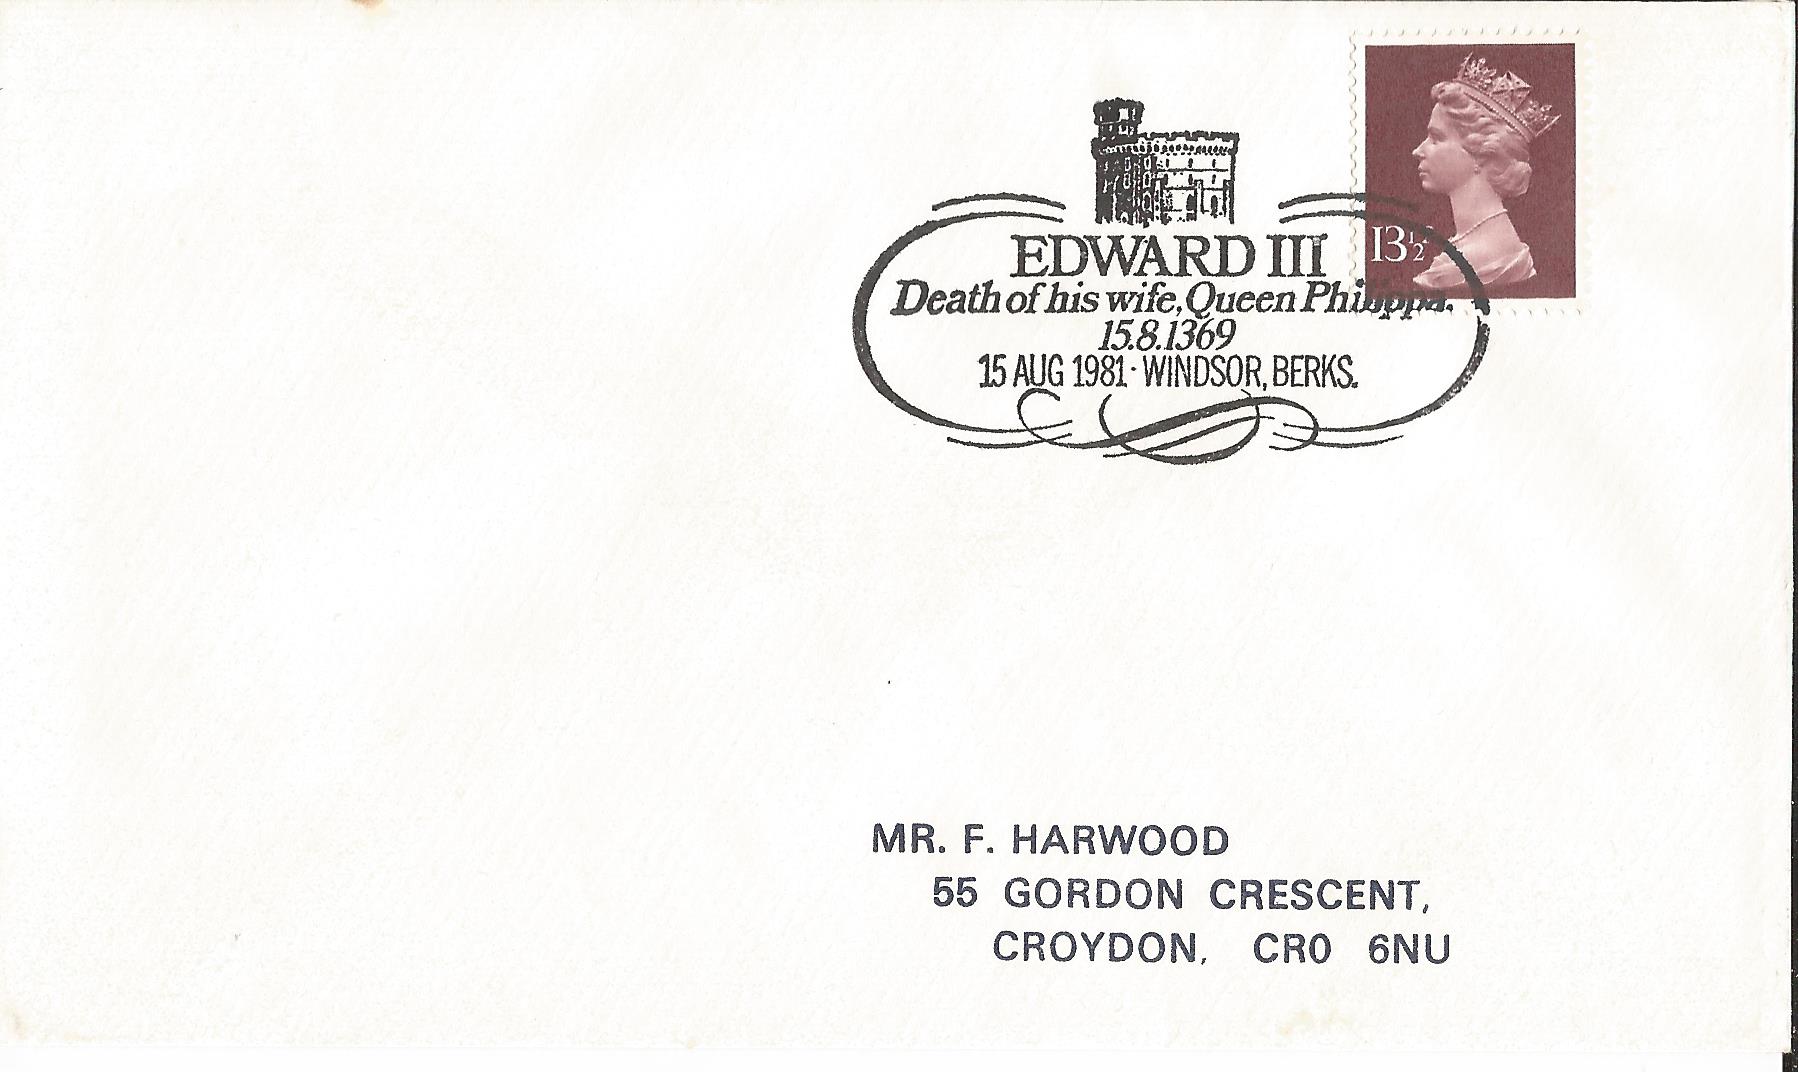 13½
EDWARD III
Death of his wife, Queen Philippa.
15.8.1369
15 AUG 1981 · WINDSOR, BERKS.
MR. F. HARWOOD
55 GORDON CRESCENT,
CROYDON, CR0 6NU